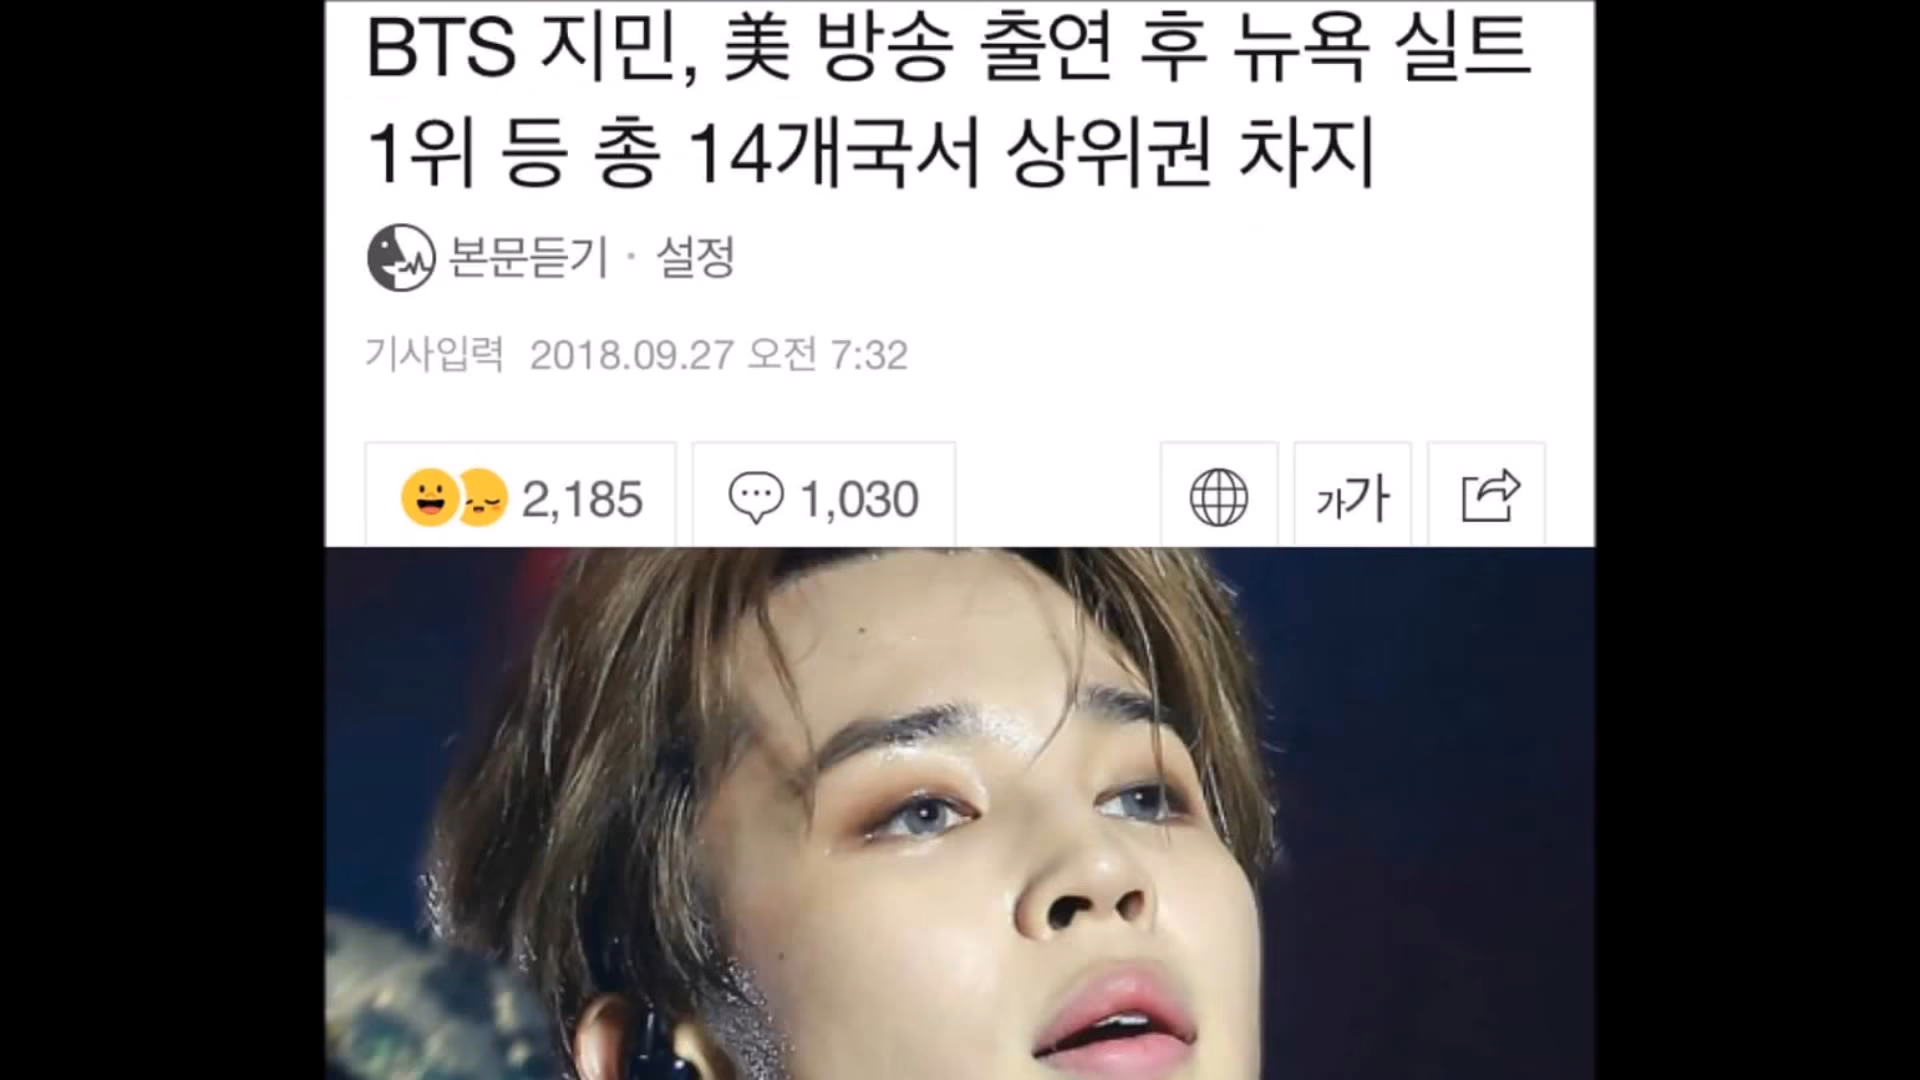 BTS 지민, 美 방송 출연 후 뉴욕 실트
1위 등 총 14개국서 상위권 차지
본문듣기 · 설정
기사입력 2018.09.27 오전 7:32
2,185 1,030 가가